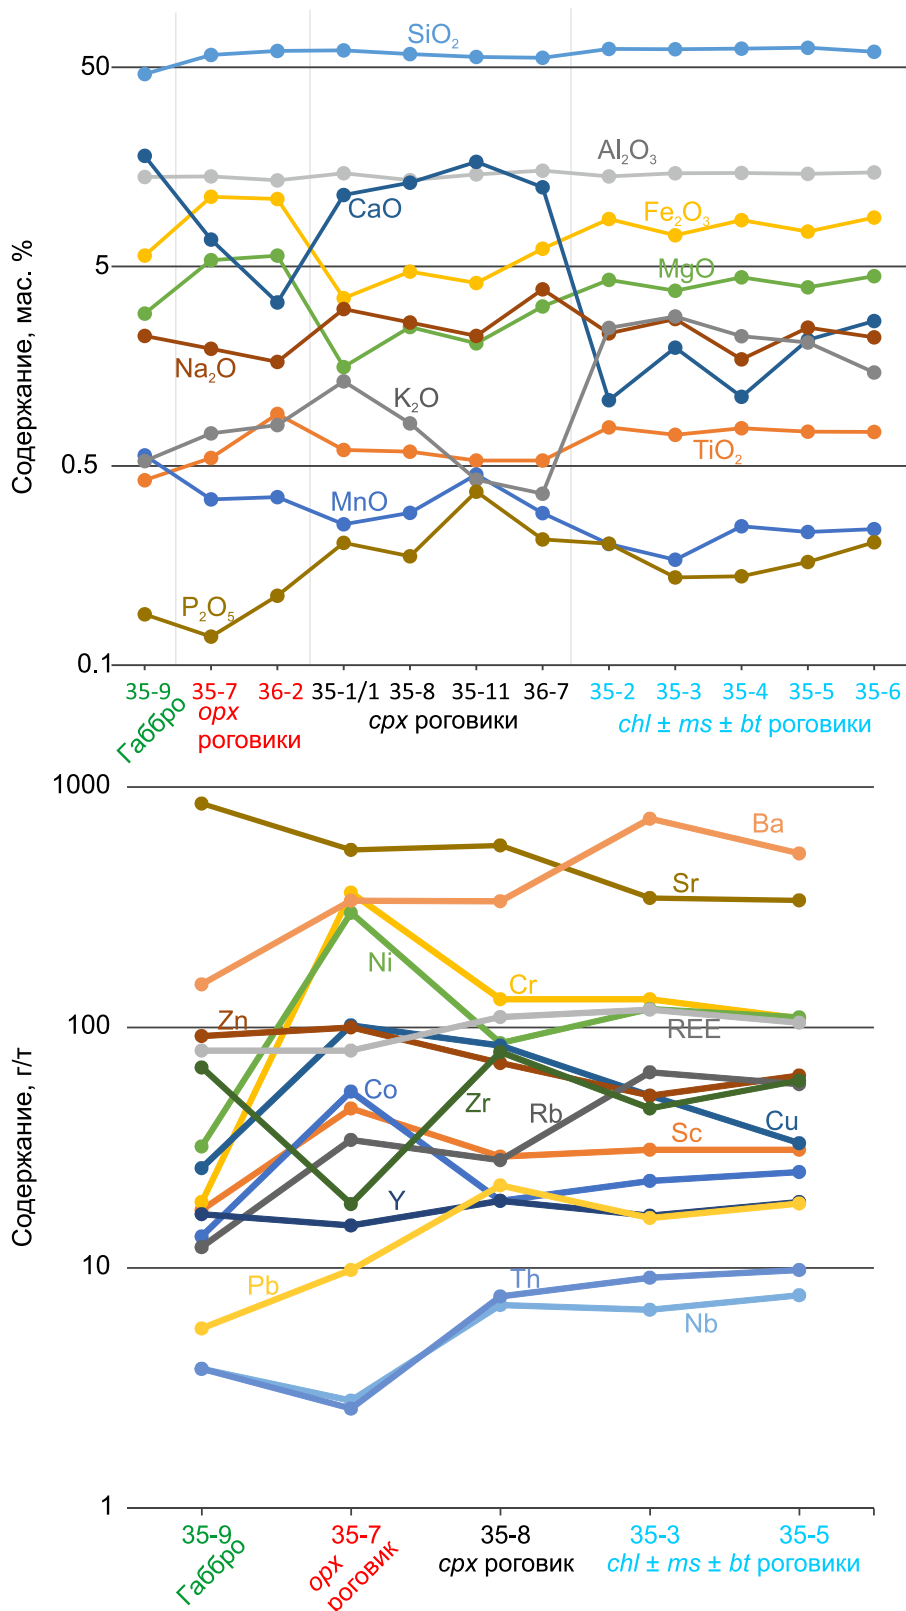 SiO₂
50
Al₂O₃
CaO
Fe₂O₃
5
MgO
Na₂O
K₂O
TiO₂
0.5
MnO
P₂O₅
0.1
Содержание, мас. %
35-9 35-7 36-2 35-1/1 35-8 35-11 36-7 35-2 35-3 35-4 35-5 35-6
Габбро
opx
роговики
cpx роговики
chl ± ms ± bt роговики
1000
Ba
Sr
Ni
Cr
Zn
100
REE
Co
Zr
Rb
Cu
Sc
Y
10
Pb
Th
Nb
1
Содержание, г/т
35-9 35-7 35-8 35-3 35-5
Габбро
opx
роговик
cpx роговик
chl ± ms ± bt роговики